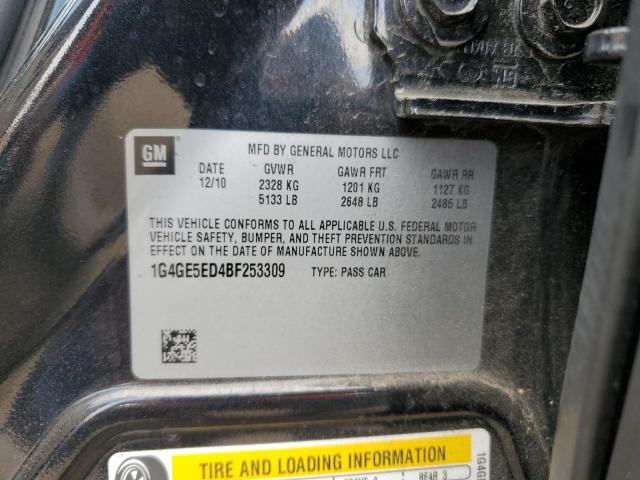 GM
MFD BY GENERAL MOTORS LLC
DATE GVWR GAWR FRT GAWR RR
12/10 2328 KG 1201 KG 1127 KG
5133 LB 2648 LB 2485 LB
THIS VEHICLE CONFORMS TO ALL APPLICABLE U.S. FEDERAL MOTOR
VEHICLE SAFETY, BUMPER, AND THEFT PREVENTION STANDARDS IN
EFFECT ON THE DATE OF MANUFACTURE SHOWN ABOVE.
1G4GE5ED4BF253309 TYPE: PASS CAR
TIRE AND LOADING INFORMATION
REAR 3
1G4G